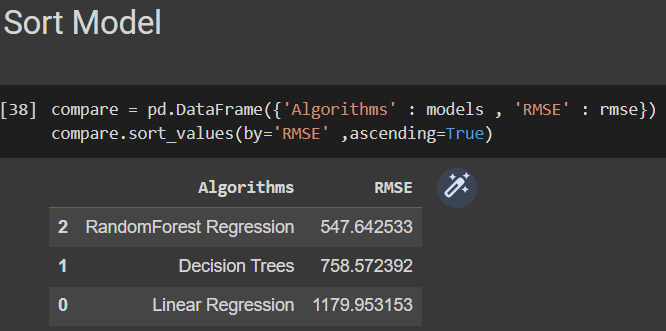 Sort Model
[38] compare = pd.DataFrame({'Algorithms' : models , 'RMSE' : rmse})
compare.sort_values(by='RMSE' ,ascending=True)
Algorithms RMSE
2 RandomForest Regression 547.642533
1 Decision Trees 758.572392
0 Linear Regression 1179.953153